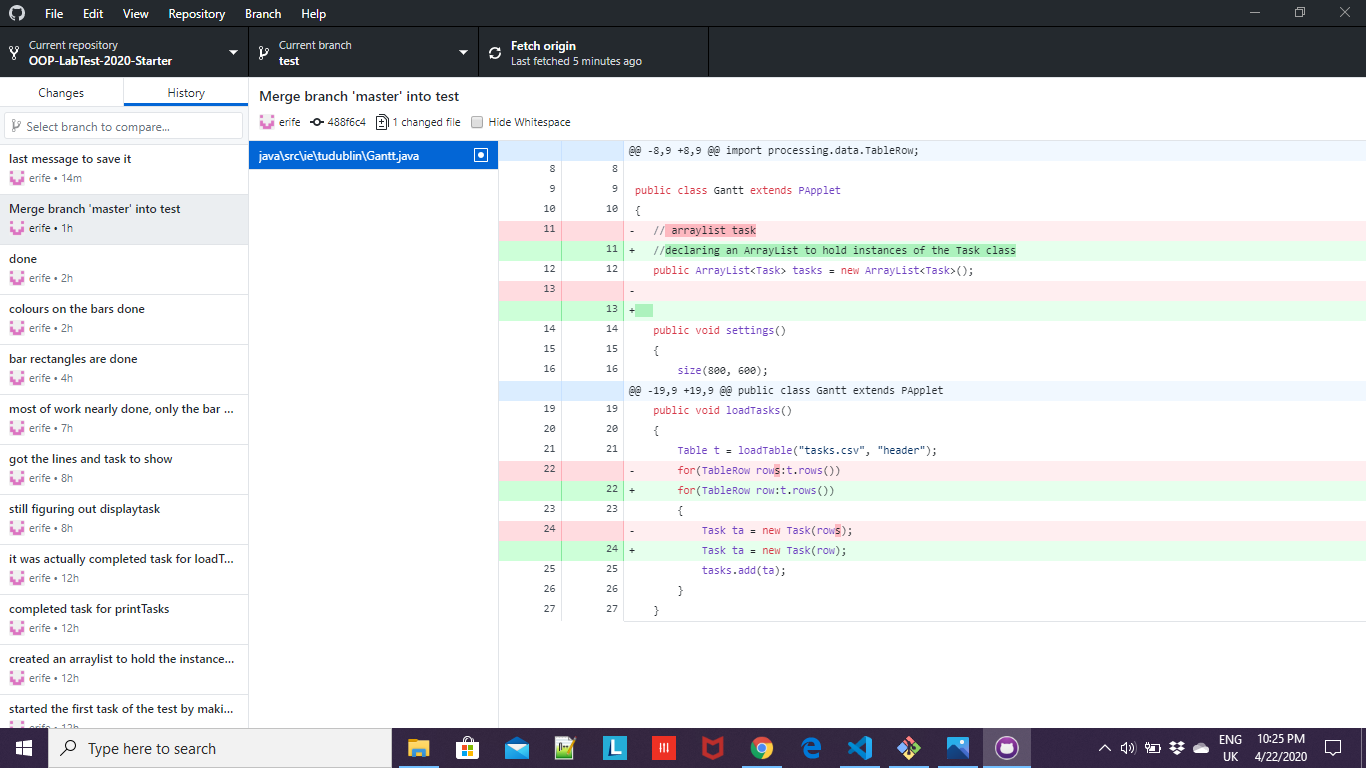 File Edit View Repository Branch Help
Current repository
OOP-LabTest-2020-Starter
Current branch
test
Fetch origin
Last fetched 5 minutes ago
Changes History
Select branch to compare...
last message to save it
erife • 14m
Merge branch 'master' into test
erife • 1h
done
erife • 2h
colours on the bars done
erife • 2h
bar rectangles are done
erife • 4h
most of work nearly done, only the bar ...
erife • 7h
got the lines and task to show
erife • 8h
still figuring out displaytask
erife • 8h
it was actually completed task for loadT...
erife • 12h
completed task for printTasks
erife • 12h
created an arraylist to hold the instance...
erife • 12h
started the first task of the test by maki...
erife • 12h
Merge branch 'master' into test
erife 488f6c4 1 changed file Hide Whitespace
java\src\ie\tudublin\Gantt.java
@@ -8,9 +8,9 @@ import processing.data.TableRow;
8 8
9 9 public class Gantt extends PApplet
10 10 {
11 - // arraylist task
11 + //declaring an ArrayList to hold instances of the Task class
12 12 public ArrayList<Task> tasks = new ArrayList<Task>();
13 -
13 +
14 14 public void settings()
15 15 {
16 16 size(800, 600);
@@ -19,9 +19,9 @@ public class Gantt extends PApplet
19 19 public void loadTasks()
20 20 {
21 21 Table t = loadTable("tasks.csv", "header");
22 - for(TableRow rows:t.rows())
22 + for(TableRow row:t.rows())
23 23 {
24 - Task ta = new Task(rows);
24 + Task ta = new Task(row);
25 25 tasks.add(ta);
26 26 }
27 27 }
Type here to search
ENG
UK
10:25 PM
4/22/2020